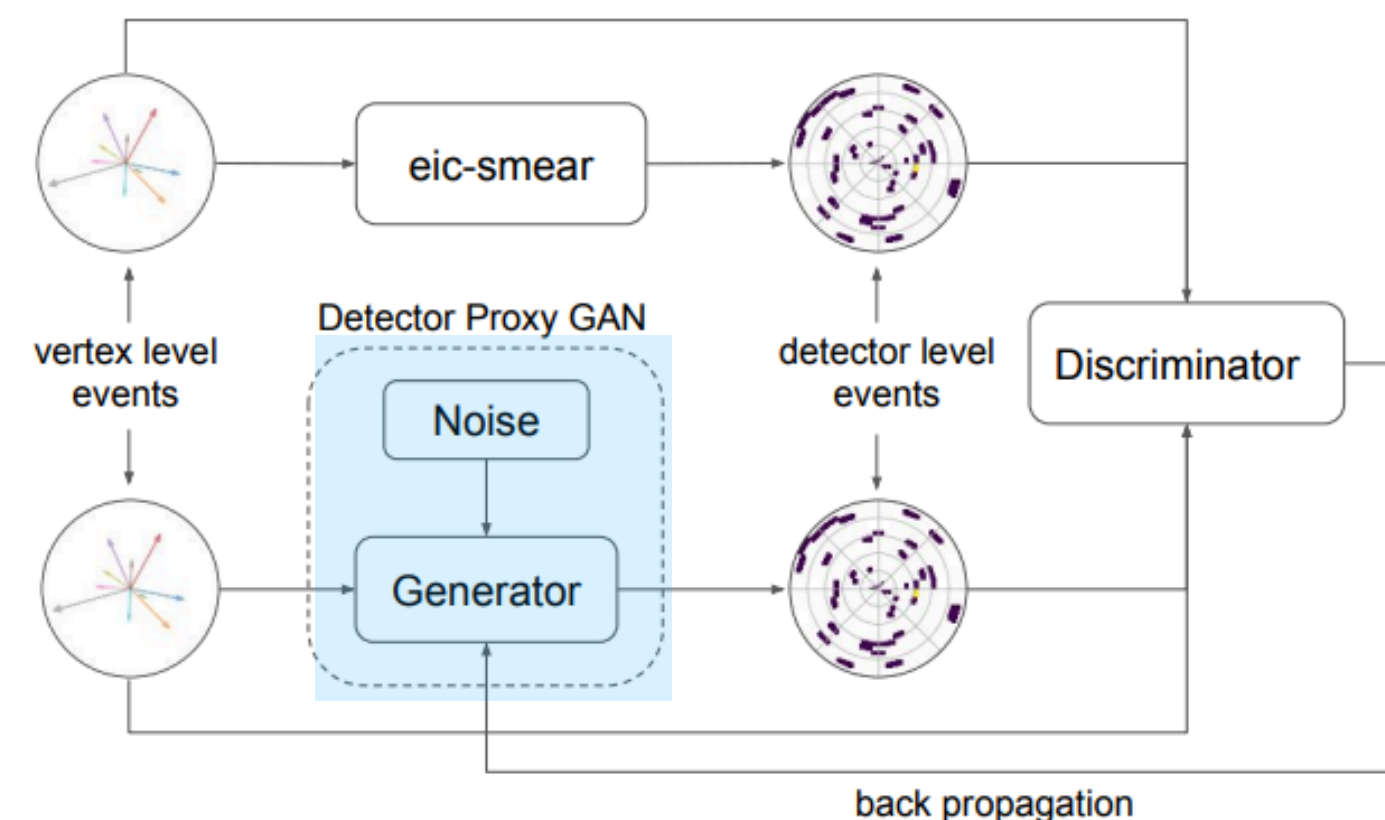 eic-smear
Detector Proxy GAN
vertex level
events
detector level
events
Discriminator
Noise
Generator
back propagation